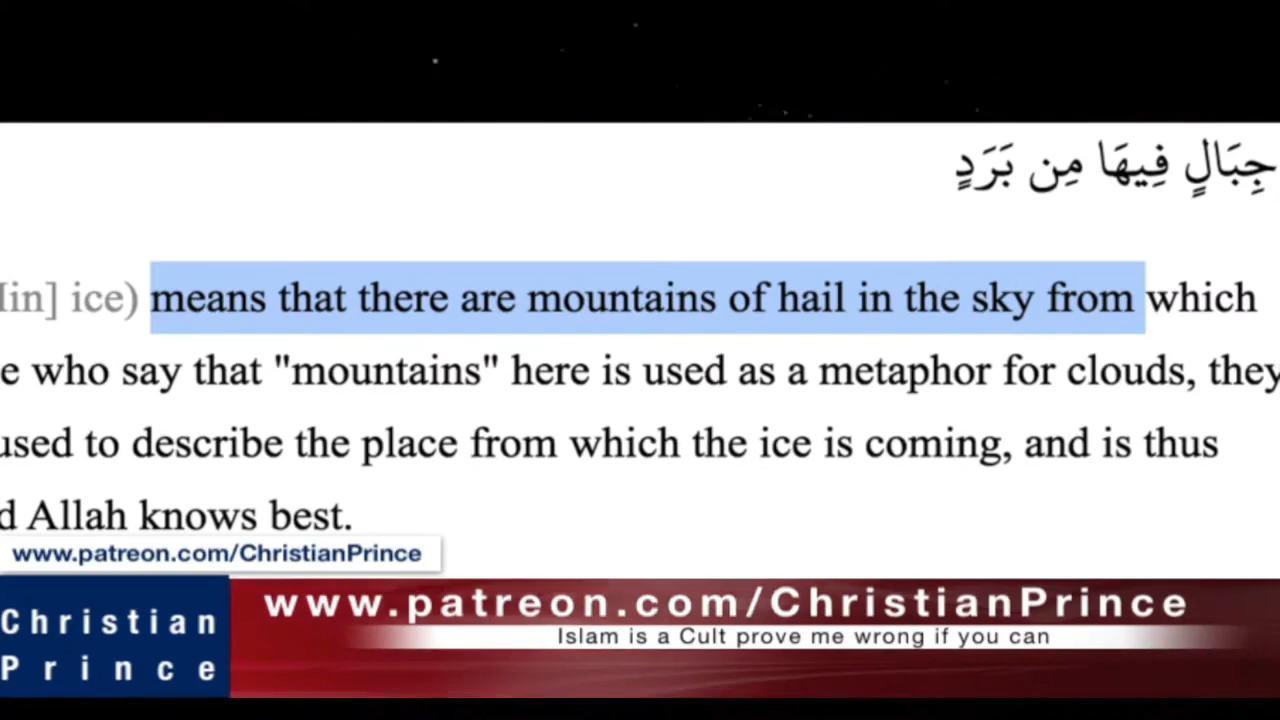 جِبَالٍ فِيهَا مِن بَرَدٍ
in] ice) means that there are mountains of hail in the sky from which
e who say that "mountains" here is used as a metaphor for clouds, they
used to describe the place from which the ice is coming, and is thus
d Allah knows best.
www.patreon.com/ChristianPrince
www.patreon.com/ChristianPrince
Islam is a Cult prove me wrong if you can
Christian
Prince